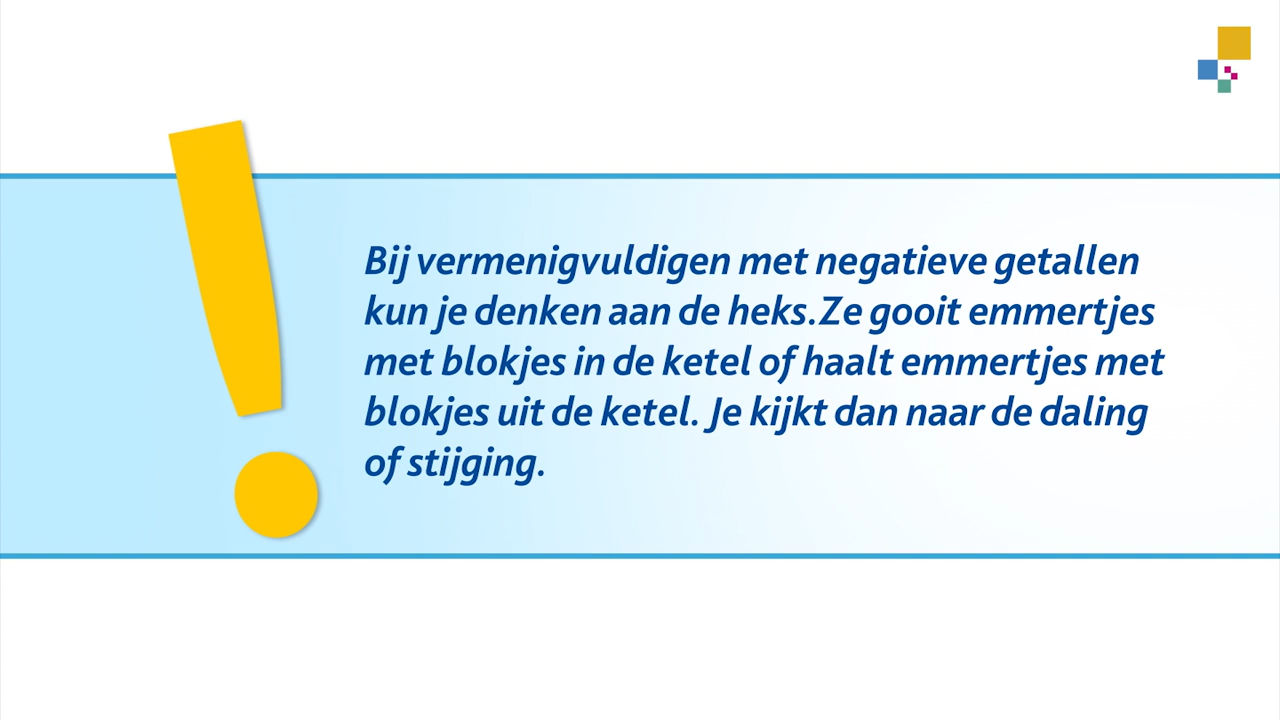 Bij vermenigvuldigen met negatieve getallen
kun je denken aan de heks.Ze gooit emmertjes
met blokjes in de ketel of haalt emmertjes met
blokjes uit de ketel. Je kijkt dan naar de daling
of stijging.